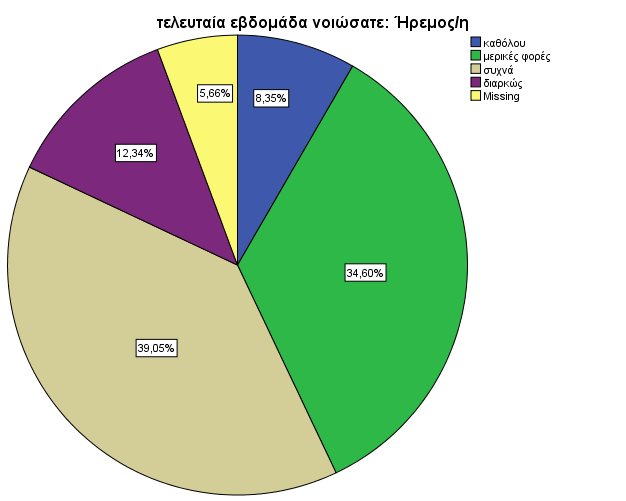 τελευταία εβδομάδα νοιώσατε: Ήρεμος/η
καθόλου
μερικές φορές
συχνά
διαρκώς
Missing
5,66%
8,35%
12,34%
34,60%
39,05%